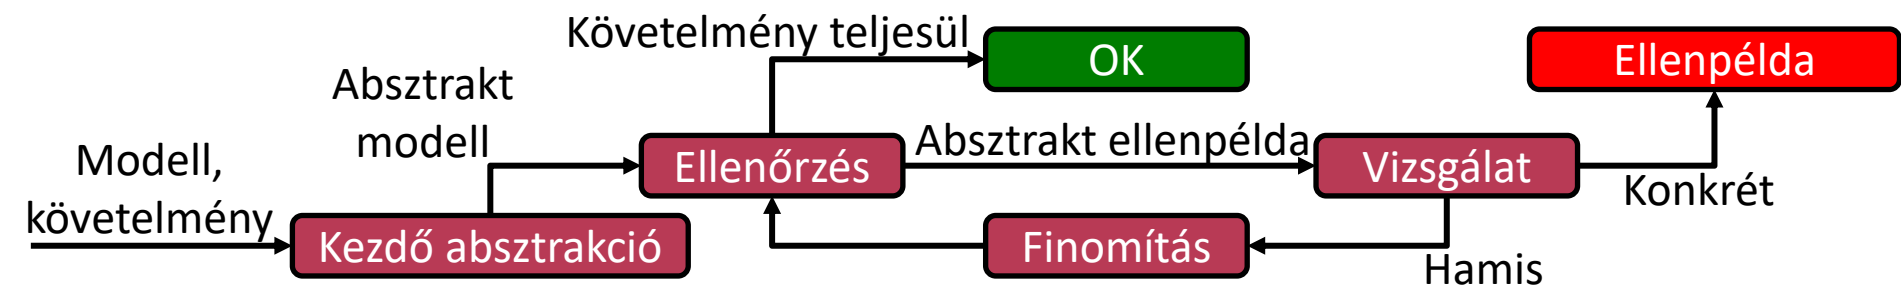 Követelmény teljesül
OK
Ellenpélda
Absztrakt
modell
Modell,
követelmény
Ellenőrzés
Absztrakt ellenpélda
Vizsgálat
Konkrét
Kezdő absztrakció
Finomítás
Hamis